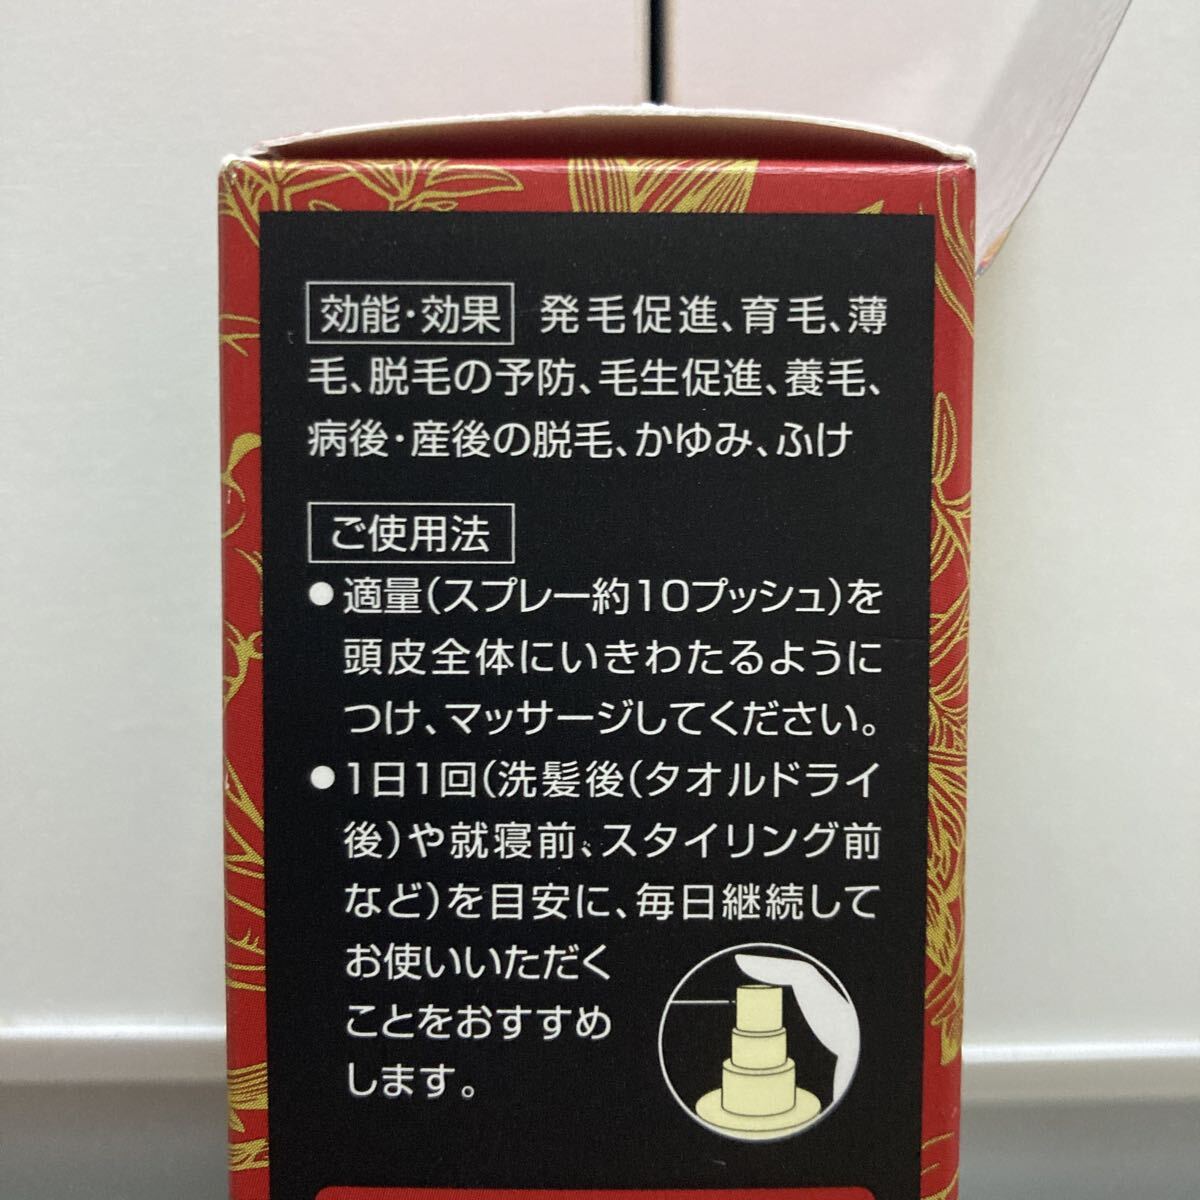 効能・効果 発毛促進、育毛、薄
毛、脱毛の予防、毛生促進、養毛、
病後・産後の脱毛、かゆみ、ふけ
ご使用法
●適量(スプレー約10プッシュ)を
頭皮全体にいきわたるように
つけ、マッサージしてください。
●1日1回(洗髪後(タオルドライ
後)や就寝前、スタイリング前
など)を目安に、毎日継続して
お使いいただく
ことをおすすめ
します。